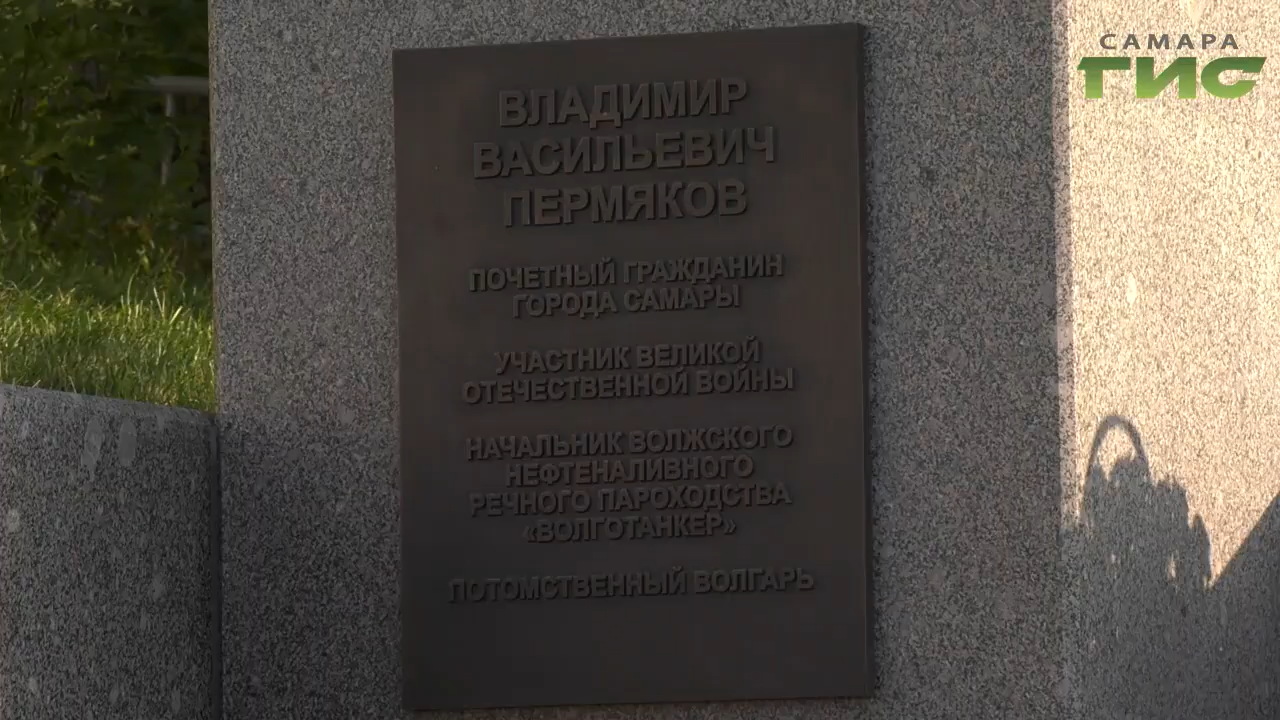 САМАРА
ГИС
ВЛАДИМИР
ВАСИЛЬЕВИЧ
ПЕРМЯКОВ
ПОЧЕТНЫЙ ГРАЖДАНИН
ГОРОДА САМАРЫ
УЧАСТНИК ВЕЛИКОЙ
ОТЕЧЕСТВЕННОЙ ВОЙНЫ
НАЧАЛЬНИК ВОЛЖСКОГО
НЕФТЕНАЛИВНОГО
РЕЧНОГО ПАРОХОДСТВА
«ВОЛГОТАНКЕР»
ПОТОМСТВЕННЫЙ ВОЛГАРЬ